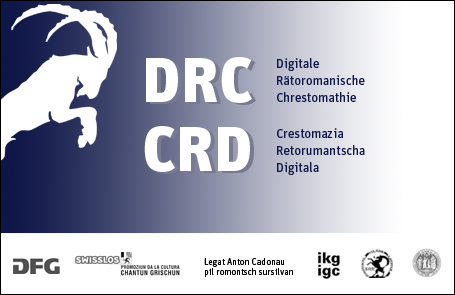 DRC
Digitale
Rätoromanische
Chrestomathie
CRD
Crestomazia
Retorumantscha
Digitala
DFG
SWISSLOS
PROMOZIUN DA LA CULTURA
CHANTUN GRISCHUN
Legat Anton Cadonau
pil romontsch sursilvan
ikg
igc